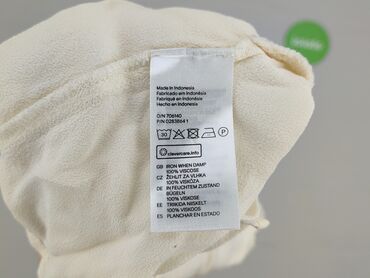 Made in Indonesia
Fabricado em Indonésia
Fabriqué en Indonésie
Hecho en Indonesia
O/N 706140
P/N 0283864 1
30
P
clevercare.info
GB IRON WHEN DAMP
100% VISCOSE
CZ ŽEHLIT ZA VLHKA
100% VISKÓZA
DE IN FEUCHTEM ZUSTAND
BÜGELN
100% VISKOSE
EE TRIIKIDA NIISKELT
100% VISKOOS
ES PLANCHAR EN ESTADO